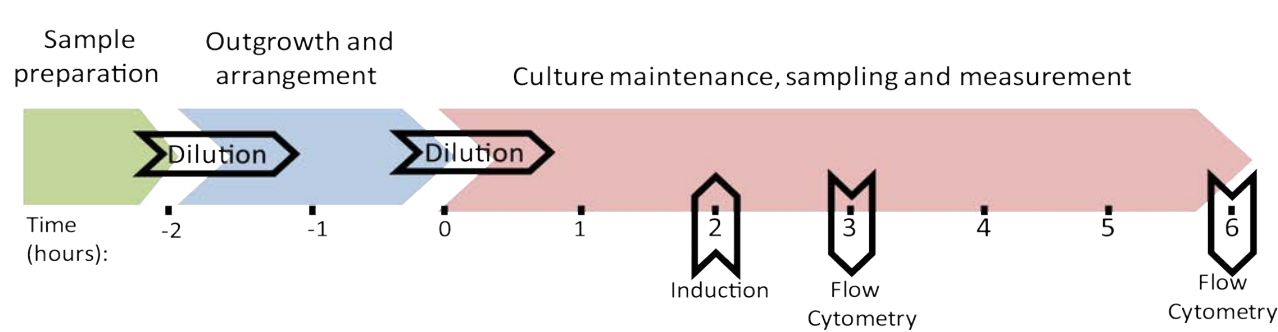 Sample
preparation
Outgrowth and
arrangement
Culture maintenance, sampling and measurement
Dilution
Dilution
Time
(hours):
-2
-1
0
1
2
3
4
5
6
Induction
Flow
Cytometry
Flow
Cytometry